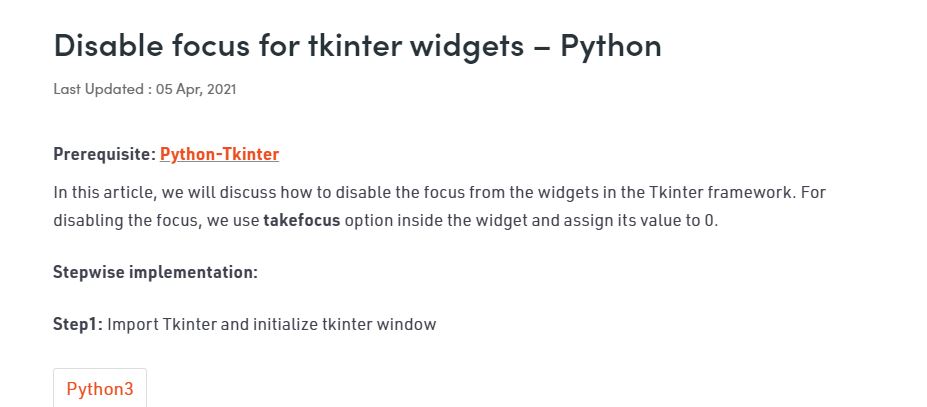 Disable focus for tkinter widgets – Python
Last Updated : 05 Apr, 2021
Prerequisite: Python-Tkinter
In this article, we will discuss how to disable the focus from the widgets in the Tkinter framework. For
disabling the focus, we use takefocus option inside the widget and assign its value to 0.
Stepwise implementation:
Step1: Import Tkinter and initialize tkinter window
Python3